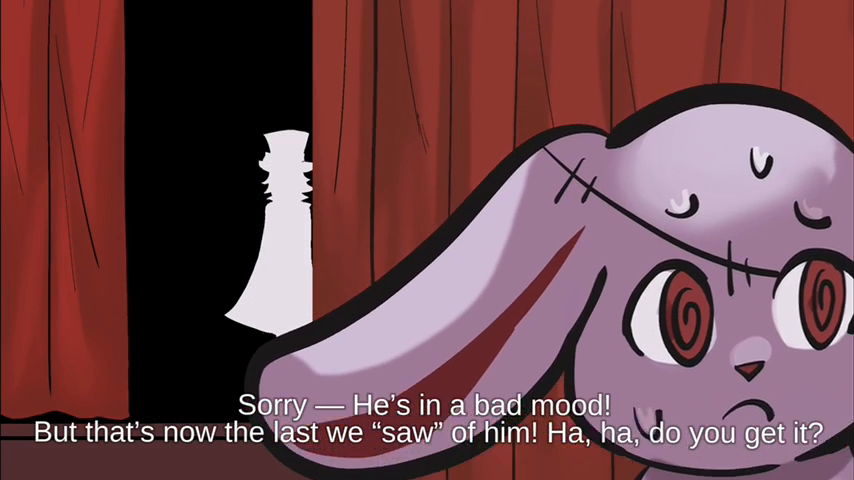 Sorry — He’s in a bad mood!
But that’s now the last we “saw” of him! Ha, ha, do you get it?